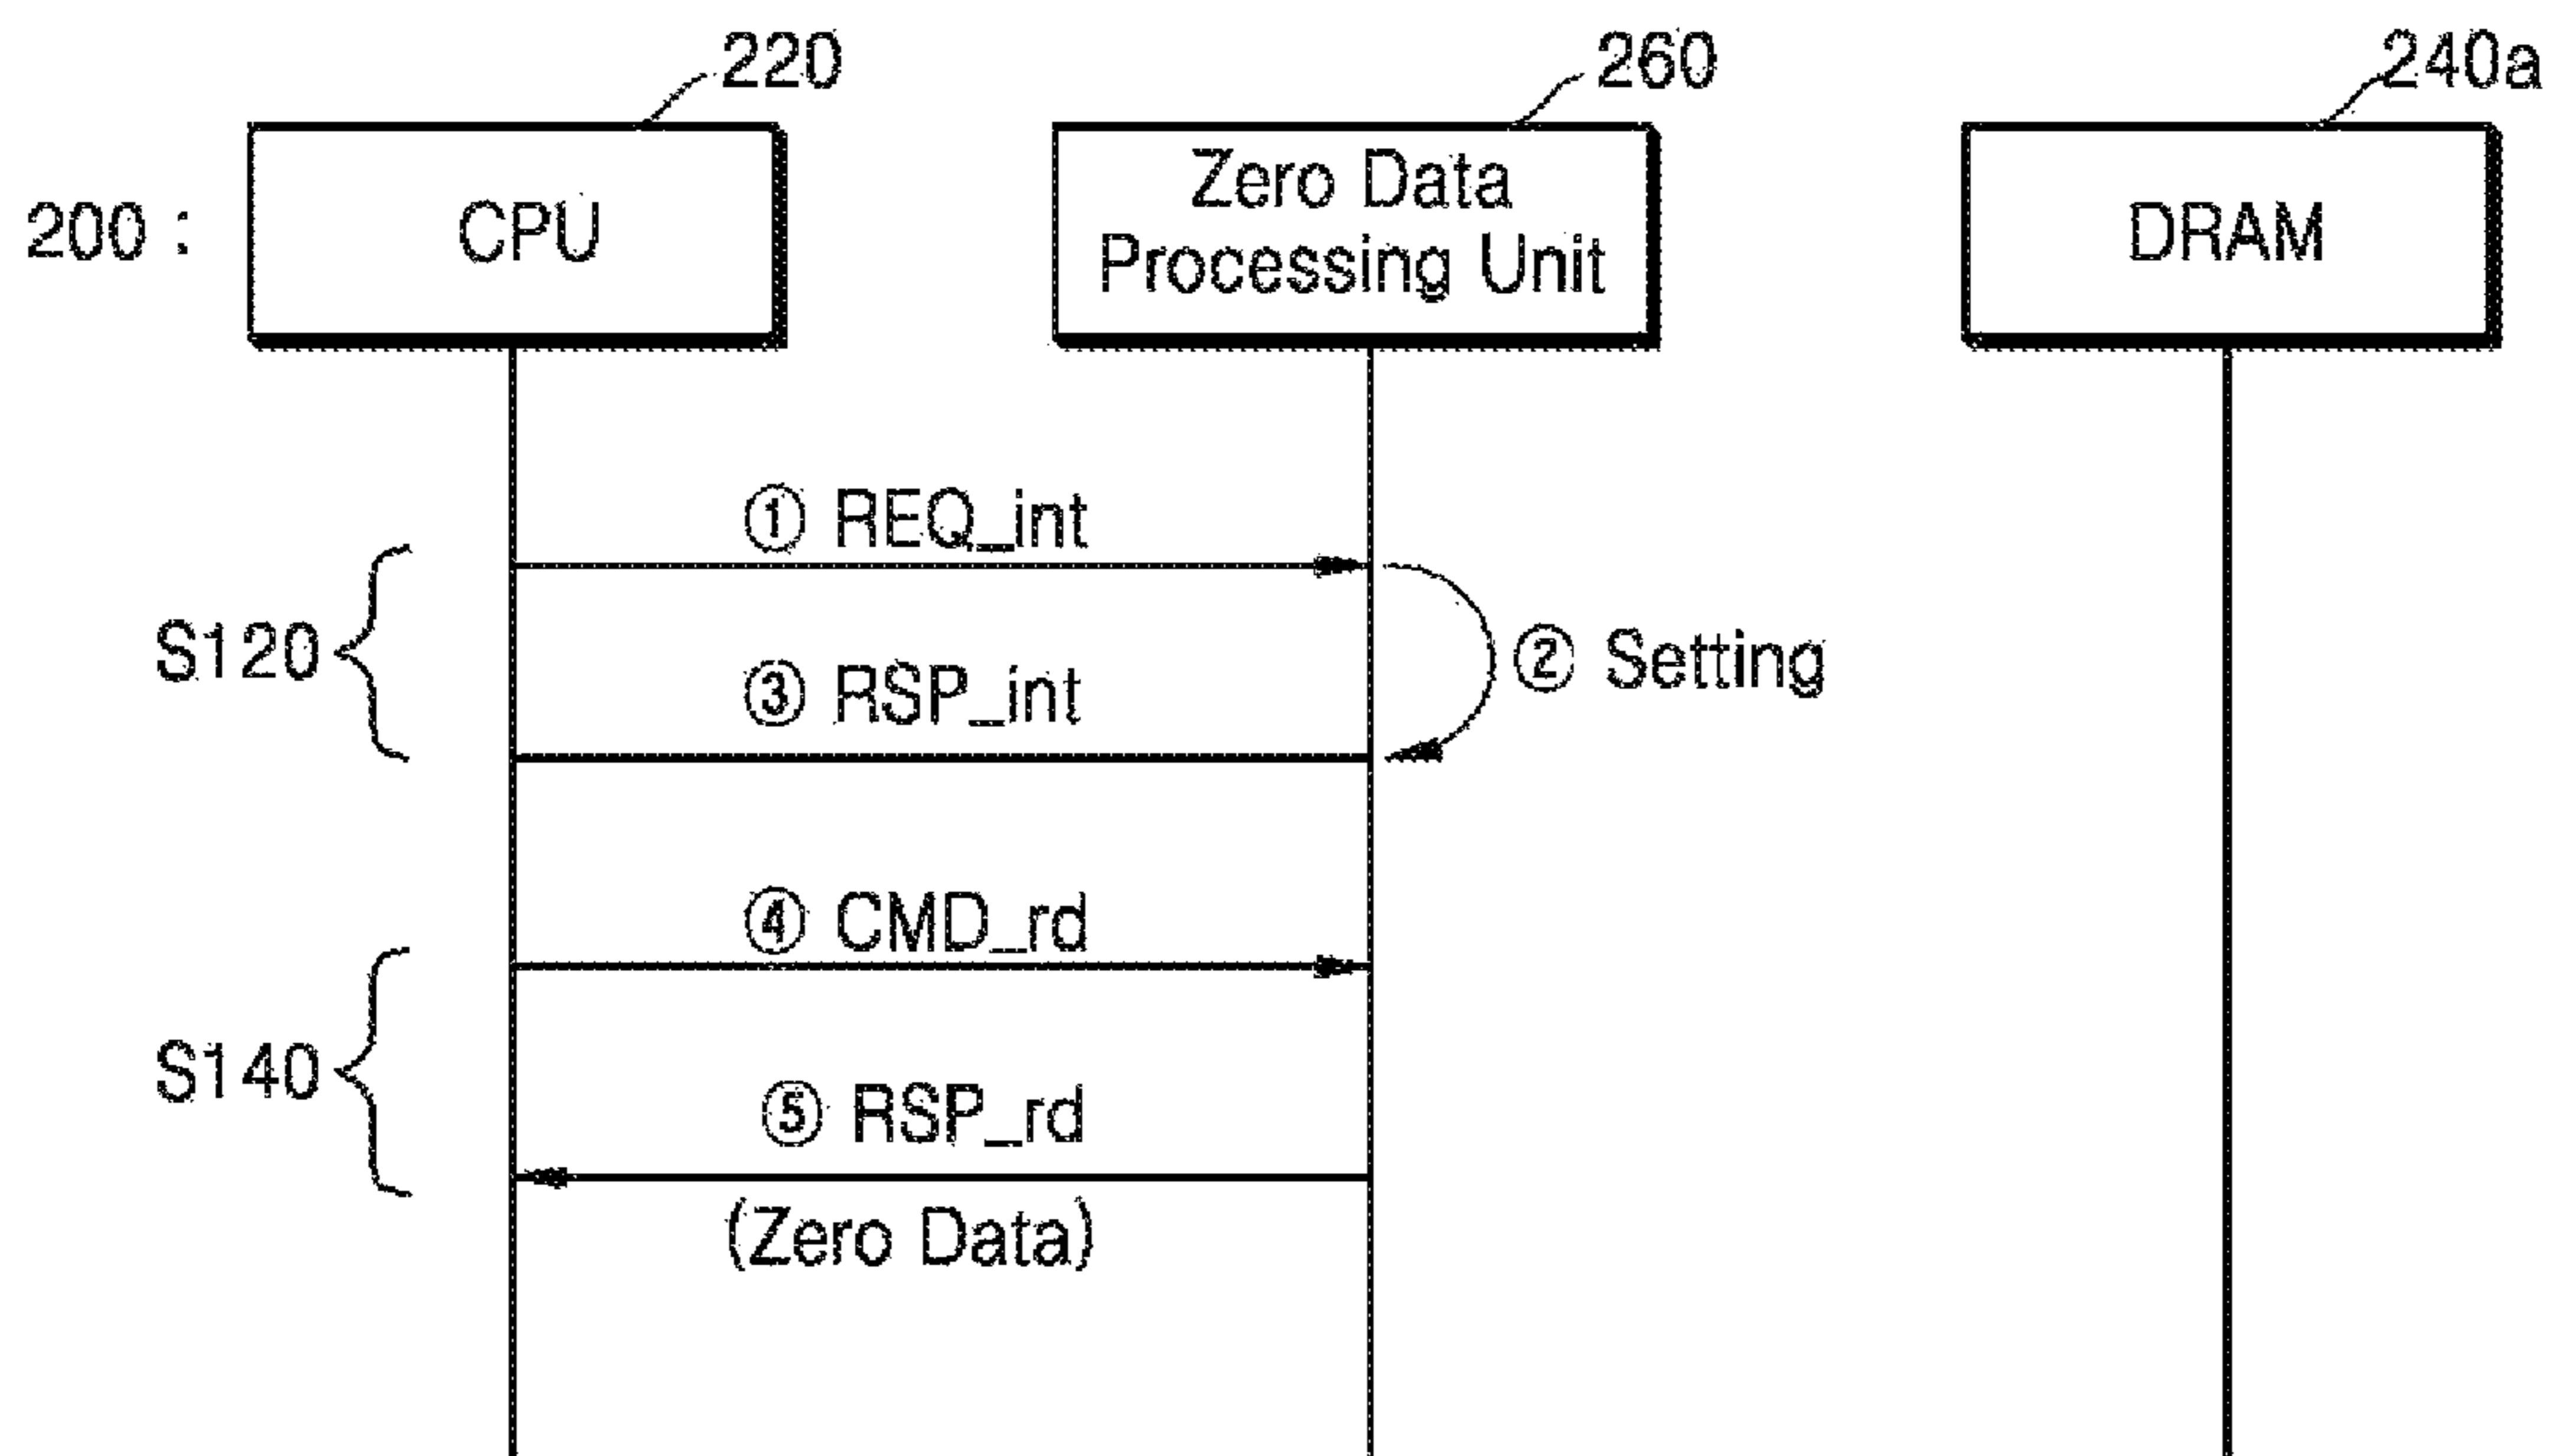 220
260
240a
200 :
CPU
Zero Data
Processing Unit
DRAM
① REQ_int
S120
② Setting
③ RSP_int
④ CMD_rd
S140
⑤ RSP_rd
(Zero Data)